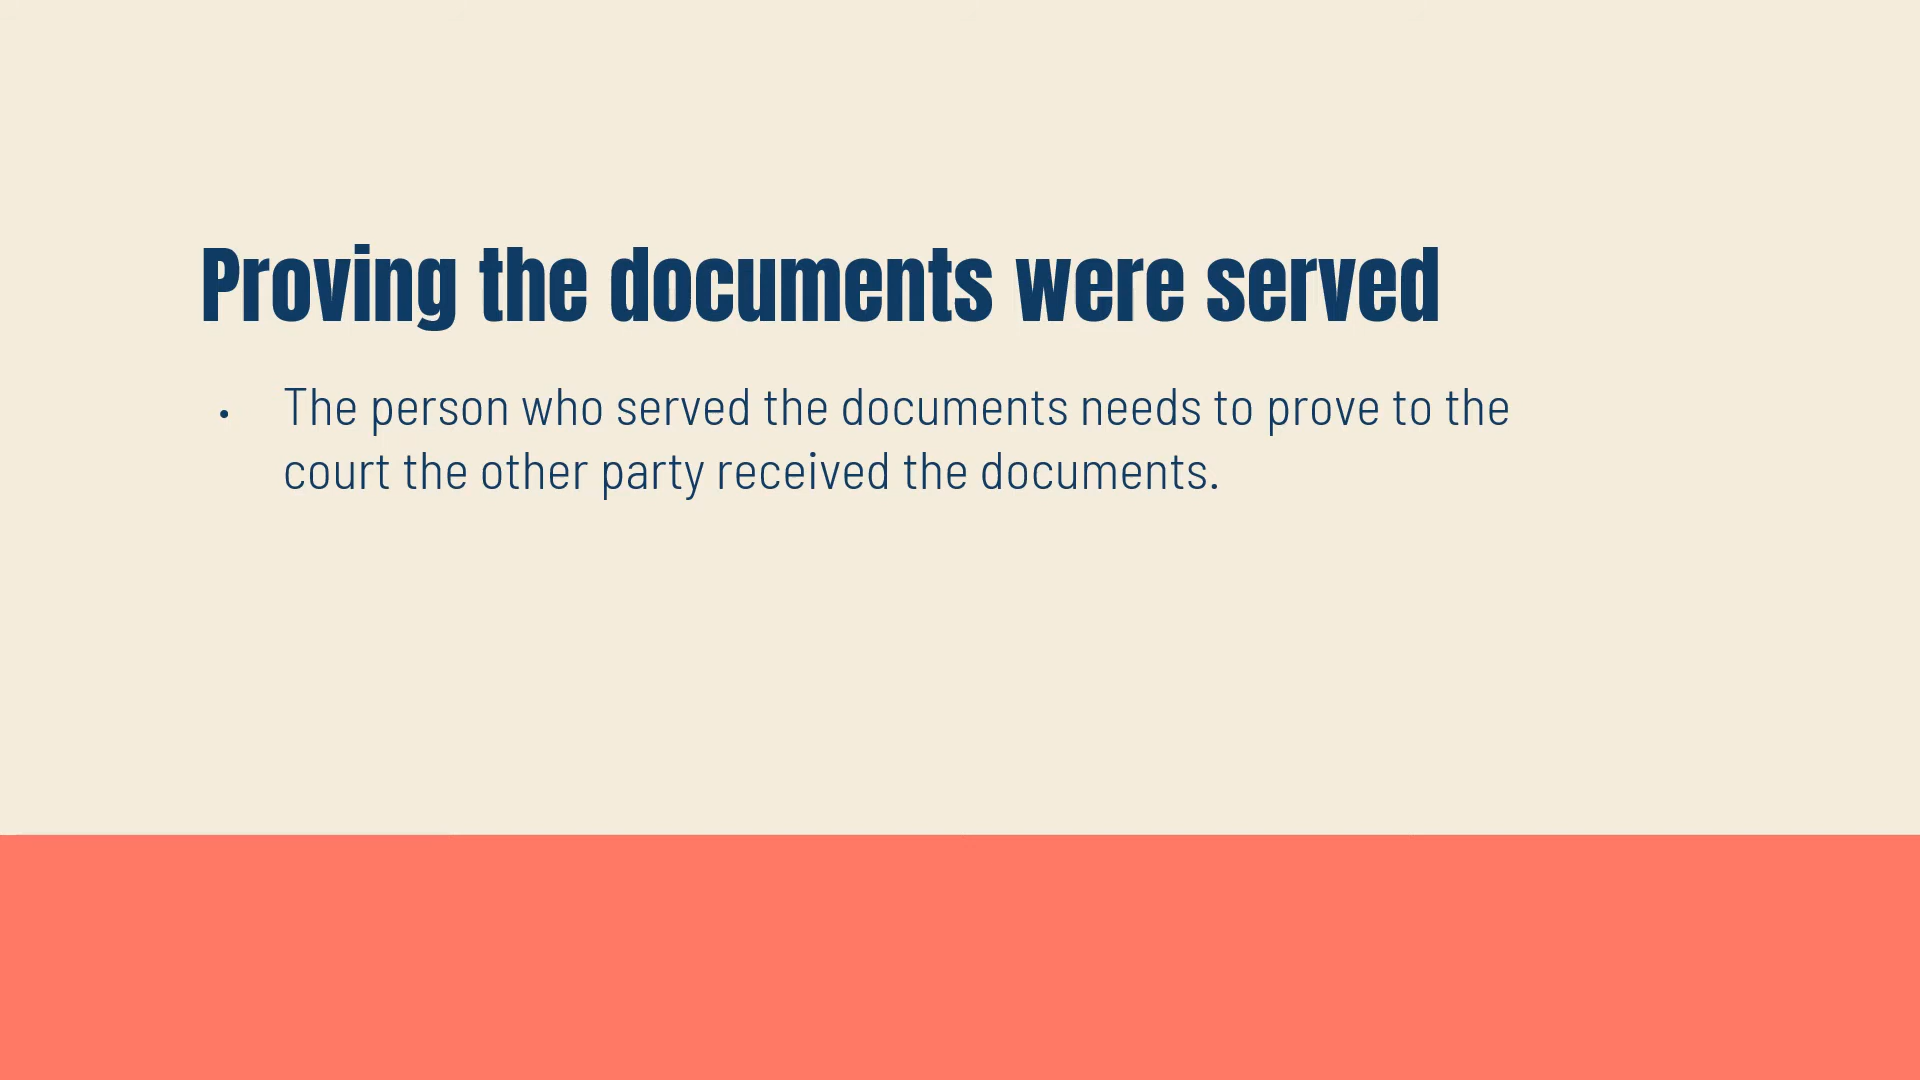 Proving the documents were served
• The person who served the documents needs to prove to the
court the other party received the documents.